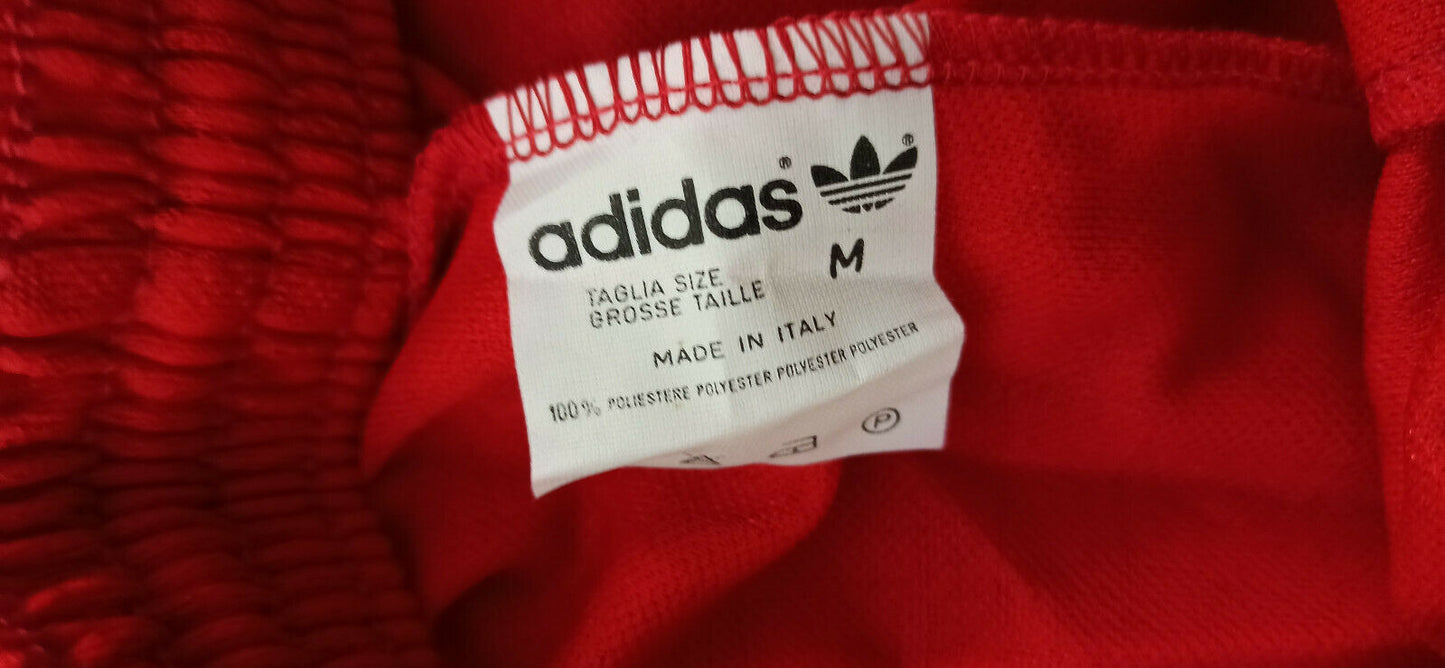 adidas® ®
M
TAGLIA SIZE
GROSSE TAILLE
MADE IN ITALY
100% POLIESTERE POLYESTER POLYESTER POLYESTER
P